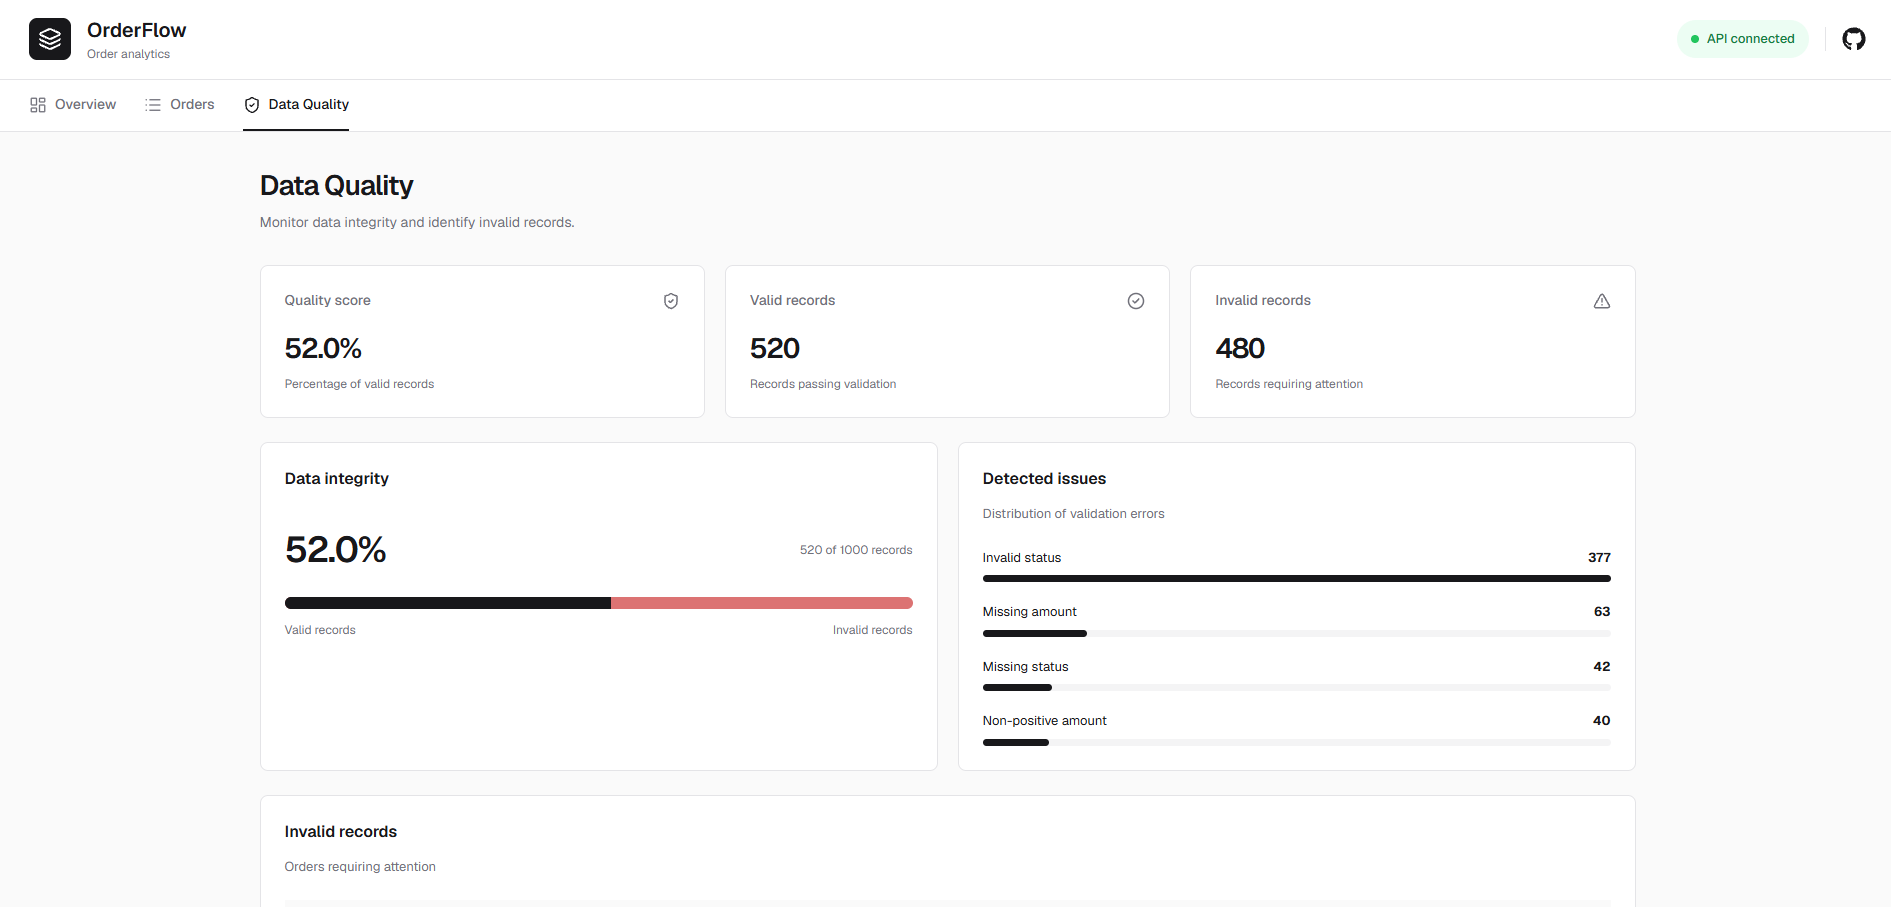 OrderFlow
Order analytics
API connected
Overview
Orders
Data Quality
Data Quality
Monitor data integrity and identify invalid records.
Quality score
52.0%
Percentage of valid records
Valid records
520
Records passing validation
Invalid records
480
Records requiring attention
Data integrity
52.0%
520 of 1000 records
Valid records
Invalid records
Detected issues
Distribution of validation errors
Invalid status
377
Missing amount
63
Missing status
42
Non-positive amount
40
Invalid records
Orders requiring attention